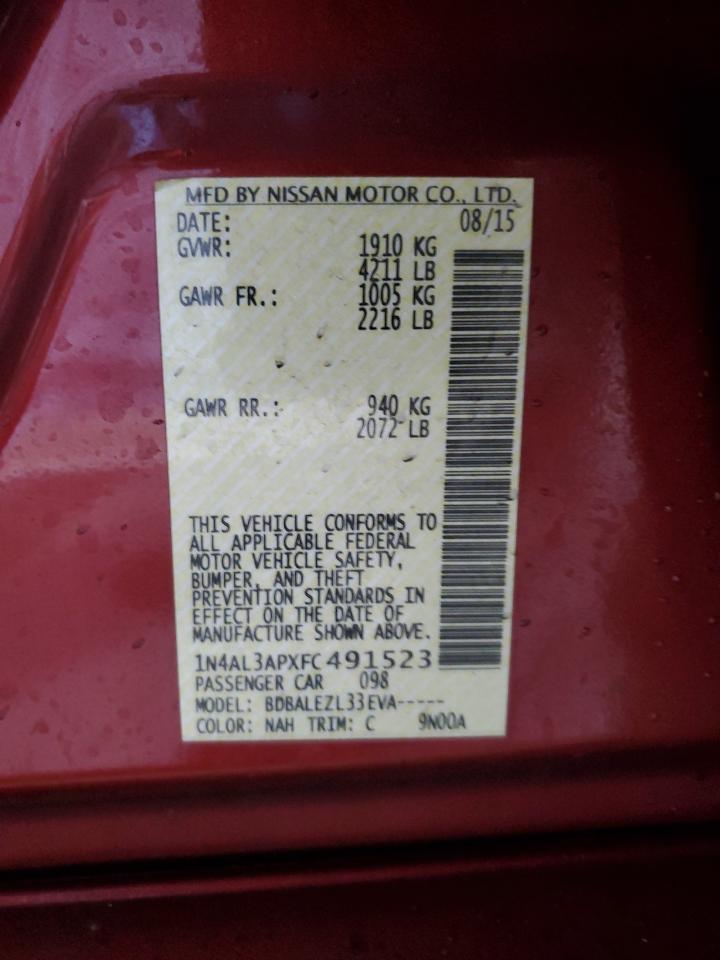 MFD BY NISSAN MOTOR CO., LTD.
DATE: 08/15
GVWR: 1910 KG
4211 LB
GAWR FR.: 1005 KG
2216 LB
GAWR RR.: 940 KG
2072 LB
THIS VEHICLE CONFORMS TO
ALL APPLICABLE FEDERAL
MOTOR VEHICLE SAFETY,
BUMPER, AND THEFT
PREVENTION STANDARDS IN
EFFECT ON THE DATE OF
MANUFACTURE SHOWN ABOVE.
1N4AL3APXFC491523
PASSENGER CAR 098
MODEL: BDBALEZL33EVA-----
COLOR: NAH TRIM: C 9N00A